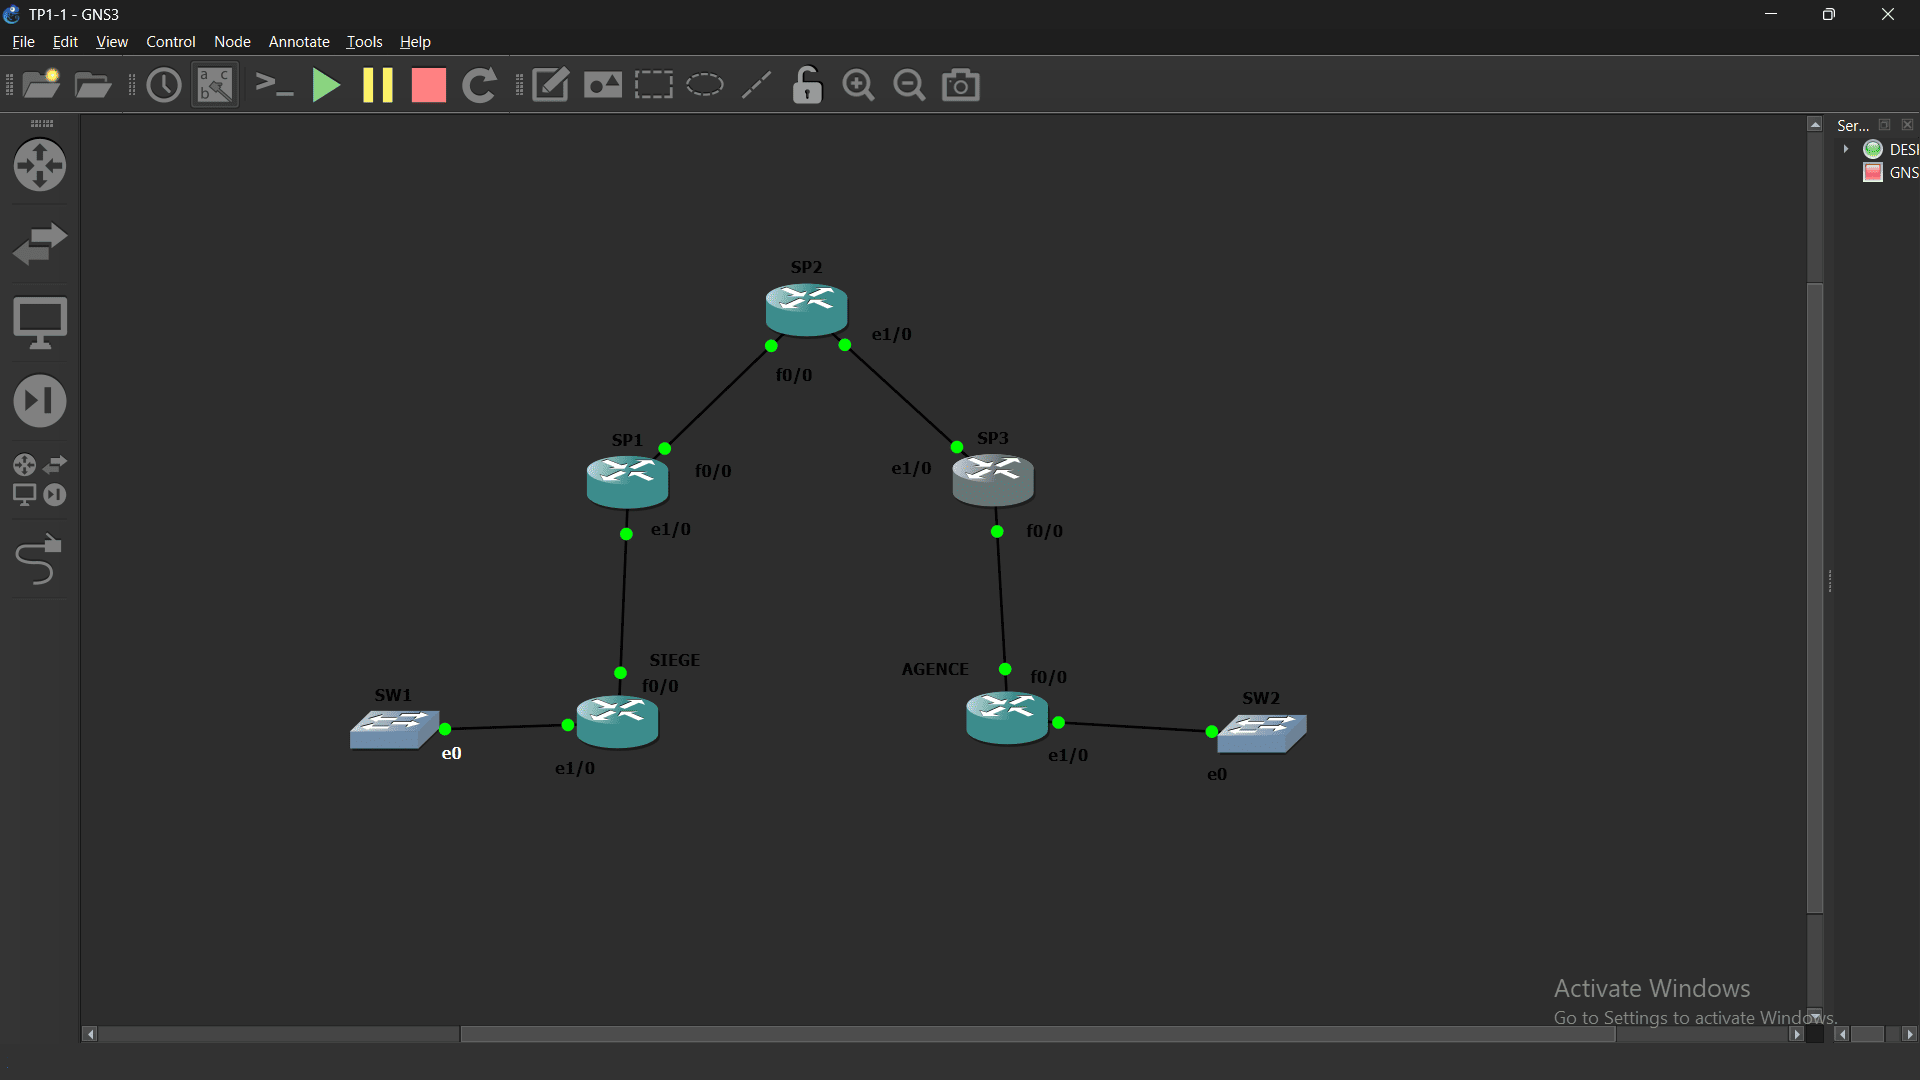 TP1-1 - GNS3
File Edit View Control Node Annotate Tools Help
a c
b
Ser...
DESI
GNS
SP2
e1/0
f0/0
SP1
f0/0
e1/0
SP3
e1/0
f0/0
SIEGE
f0/0
SW1
e0
e1/0
AGENCE
f0/0
e1/0
SW2
e0
Activate Windows
Go to Settings to activate Windows.